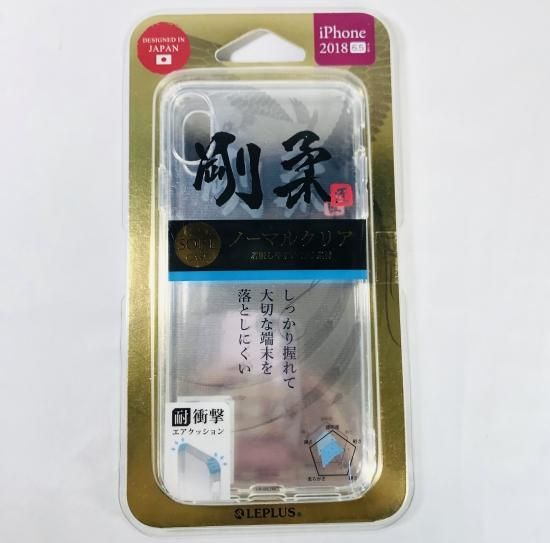 DESIGNED IN
JAPAN
iPhone
2018 6.5
剛柔
SOFT
ノーマルクリア
しっかり握れて
大切な端末を
落としにくい
耐衝撃
エアクッション
LEPLUS®